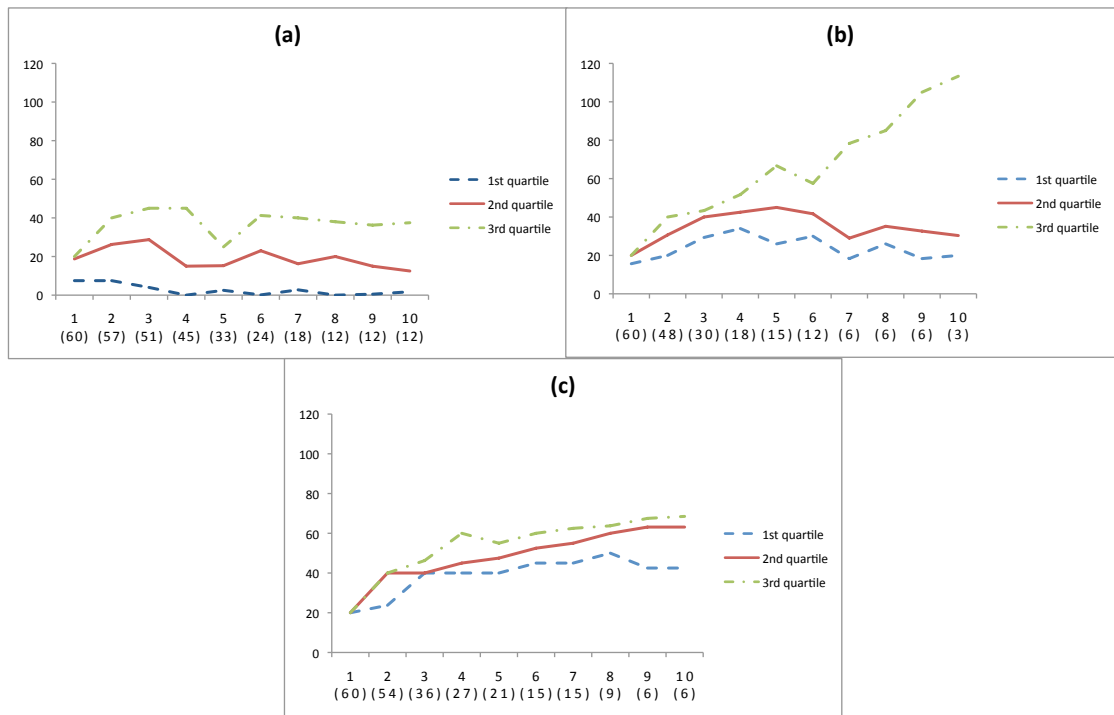 (a)
120
100
80
60
40
20
0
1 2 3 4 5 6 7 8 9 10
(60) (57) (51) (45) (33) (24) (18) (12) (12) (12)
1st quartile
2nd quartile
3rd quartile
(b)
120
100
80
60
40
20
0
1 2 3 4 5 6 7 8 9 10
(60) (48) (30) (18) (15) (12) (6) (6) (6) (3)
1st quartile
2nd quartile
3rd quartile
(c)
120
100
80
60
40
20
0
1 2 3 4 5 6 7 8 9 10
(60) (54) (36) (27) (21) (15) (15) (9) (6) (6)
1st quartile
2nd quartile
3rd quartile